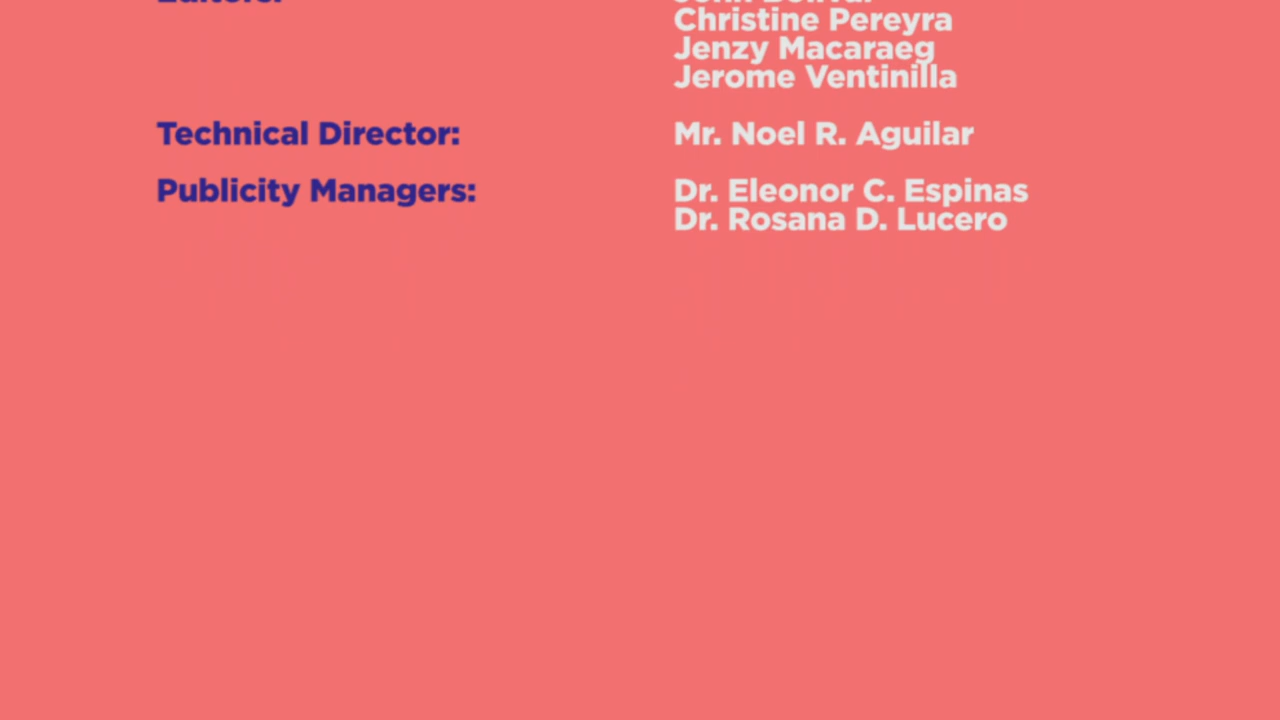 Editors:
Christine Pereyra
Jenzy Macaraeg
Jerome Ventinilla
Technical Director: Mr. Noel R. Aguilar
Publicity Managers: Dr. Eleonor C. Espinas
Dr. Rosana D. Lucero